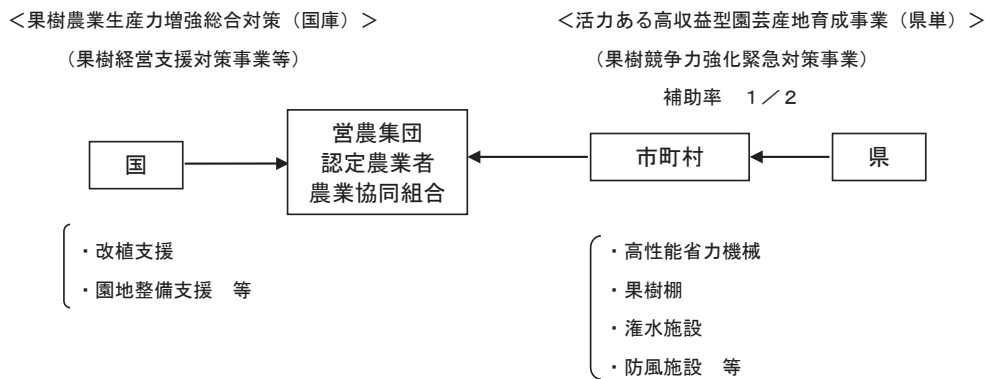 ＜果樹農業生産力増強総合対策（国庫）＞
（果樹経営支援対策事業等）
＜活力ある高収益型園芸産地育成事業（県単）＞
（果樹競争力強化緊急対策事業）
補助率　１／２
国
営農集団
認定農業者
農業協同組合
市町村
県
・改植支援
・園地整備支援　等
・高性能省力機械
・果樹棚
・潅水施設
・防風施設　等